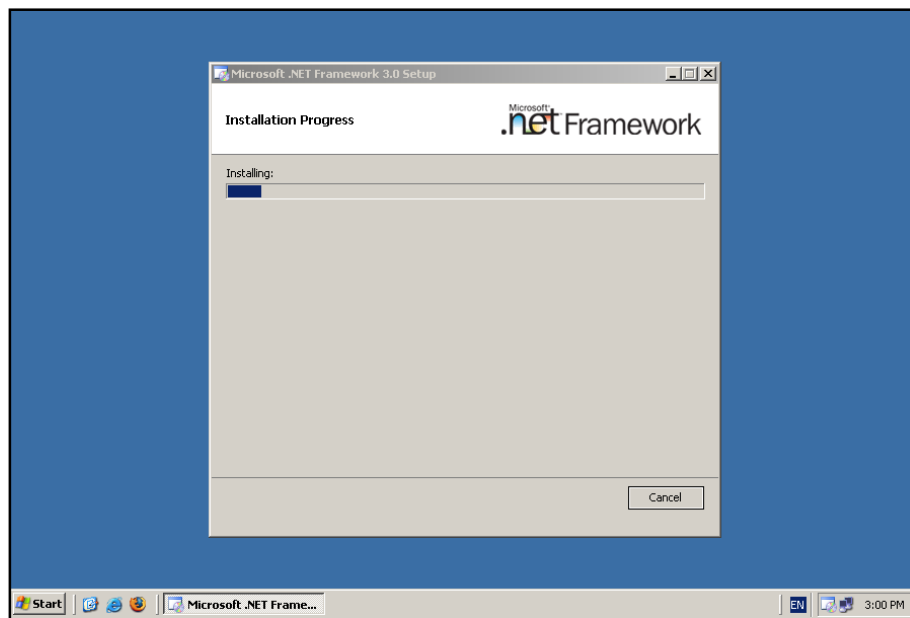 Microsoft .NET Framework 3.0 Setup
Installation Progress
Microsoft
.net Framework
Installing:
Cancel
Start
Microsoft .NET Frame...
EN
3:00 PM